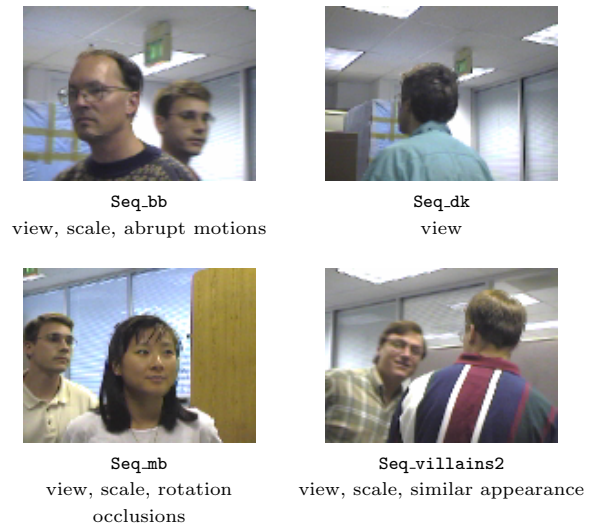 Seq_bb
view, scale, abrupt motions
Seq_dk
view
Seq_mb
view, scale, rotation
occlusions
Seq_villains2
view, scale, similar appearance